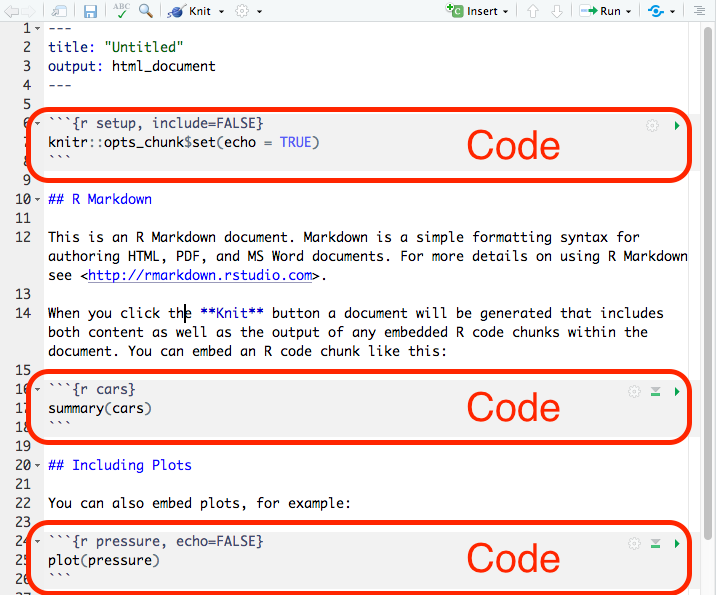 ABC Knit Insert Run
1 ---
2 title: "Untitled"
3 output: html_document
4 ---
5
6 ```{r setup, include=FALSE}
7 knitr::opts_chunk$set(echo = TRUE)
8 ```
Code
9
10 ## R Markdown
11
12 This is an R Markdown document. Markdown is a simple formatting syntax for
authoring HTML, PDF, and MS Word documents. For more details on using R Markdown
see <http://rmarkdown.rstudio.com>.
13
14 When you click the **Knit** button a document will be generated that includes
both content as well as the output of any embedded R code chunks within the
document. You can embed an R code chunk like this:
15
16 ```{r cars}
17 summary(cars)
18 ```
Code
19
20 ## Including Plots
21
22 You can also embed plots, for example:
23
24 ```{r pressure, echo=FALSE}
25 plot(pressure)
26 ```
Code
27